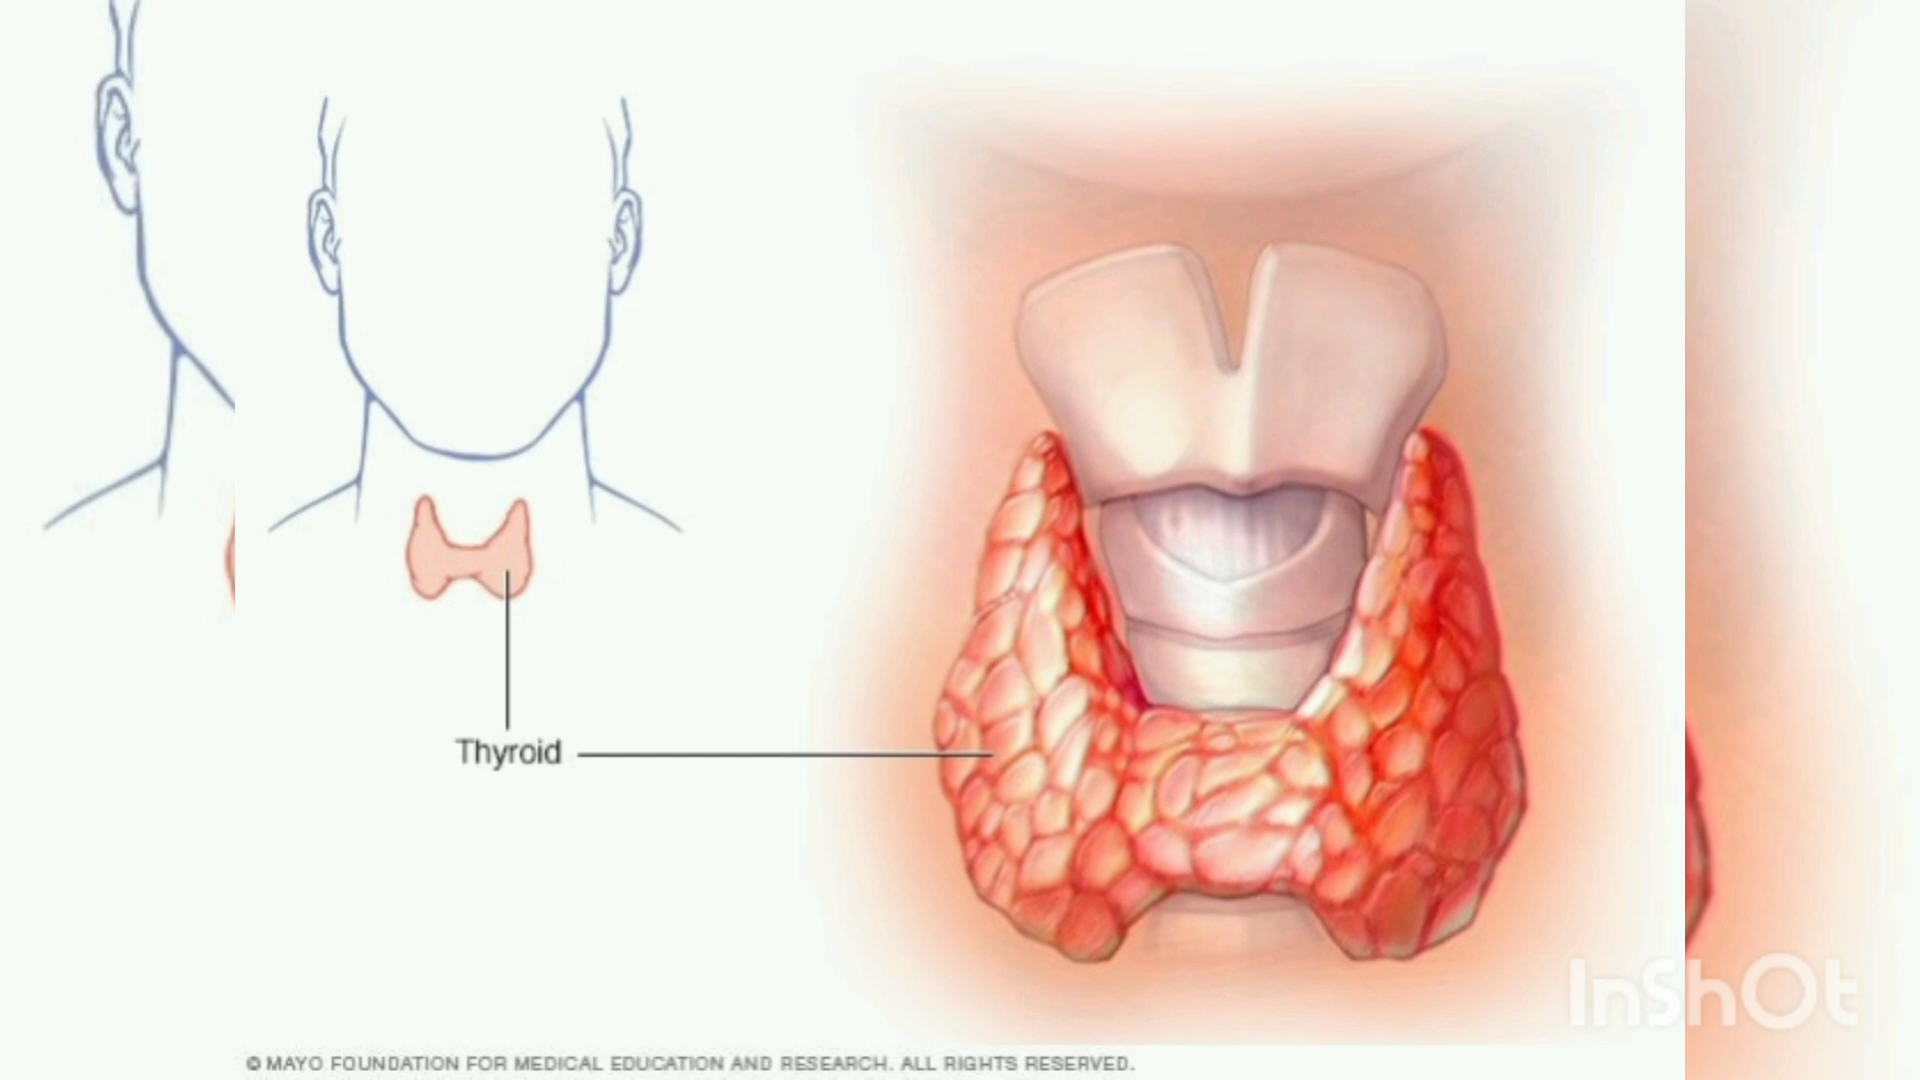 Thyroid
© MAYO FOUNDATION FOR MEDICAL EDUCATION AND RESEARCH. ALL RIGHTS RESERVED.
InShOt